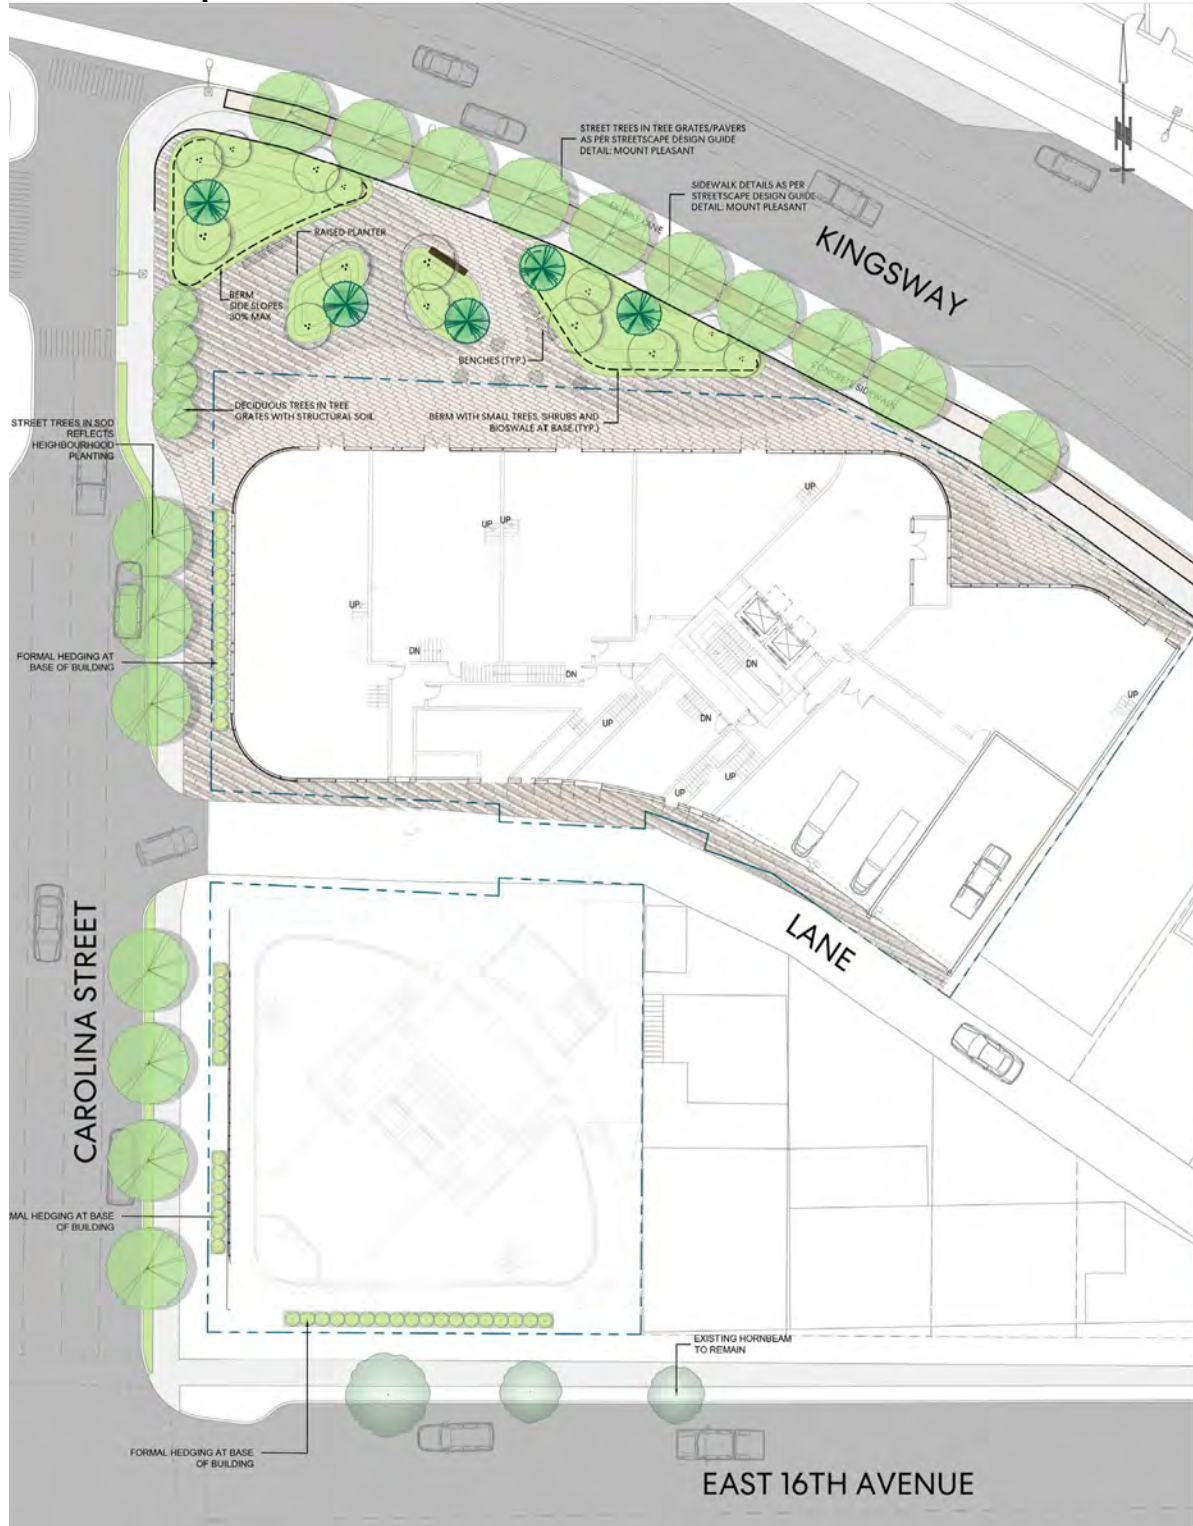 STREET TREES IN TREE GRATES/PAVERS
AS PER STREETSCAPE DESIGN GUIDE
DETAIL: MOUNT PLEASANT
SIDEWALK DETAILS AS PER
STREETSCAPE DESIGN GUIDE
DETAIL: MOUNT PLEASANT
KINGSWAY
RAISED PLANTER
BERM
SIDE SLOPES
30% MAX
BENCHES (TYP.)
CONCRETE SIDEWALK
DECIDUOUS TREES IN TREE
GRATES WITH STRUCTURAL SOIL
BERM WITH SMALL TREES, SHRUBS AND
BIOSWALE AT BASE (TYP.)
STREET TREES IN SOD
REFLECTS
NEIGHBOURHOOD
PLANTING
UP
UP
UP
UP
FORMAL HEDGING AT
BASE OF BUILDING
DN
DN
DN
UP
UP
DN
UP
UP
LANE
CAROLINA STREET
MAL HEDGING AT BASE
OF BUILDING
EXISTING HORNBEAM
TO REMAIN
FORMAL HEDGING AT BASE
OF BUILDING
EAST 16TH AVENUE